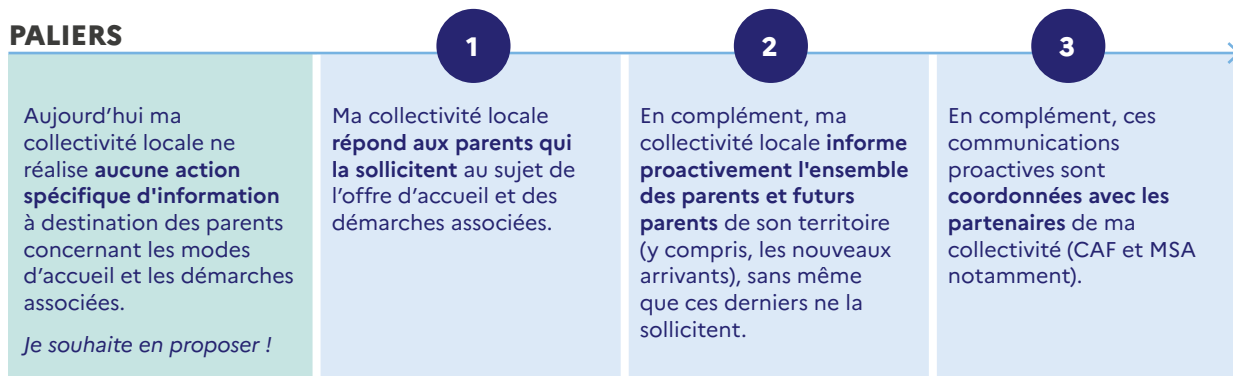 PALIERS
1
2
3
Aujourd’hui ma
collectivité locale ne
réalise aucune action
spécifique d'information
à destination des parents
concernant les modes
d’accueil et les démarches
associées.
Je souhaite en proposer !
Ma collectivité locale
répond aux parents qui
la sollicitent au sujet de
l’offre d’accueil et des
démarches associées.
En complément, ma
collectivité locale informe
proactivement l'ensemble
des parents et futurs
parents de son territoire
(y compris, les nouveaux
arrivants), sans même
que ces derniers ne la
sollicitent.
En complément, ces
communications
proactives sont
coordonnées avec les
partenaires de ma
collectivité (CAF et MSA
notamment).